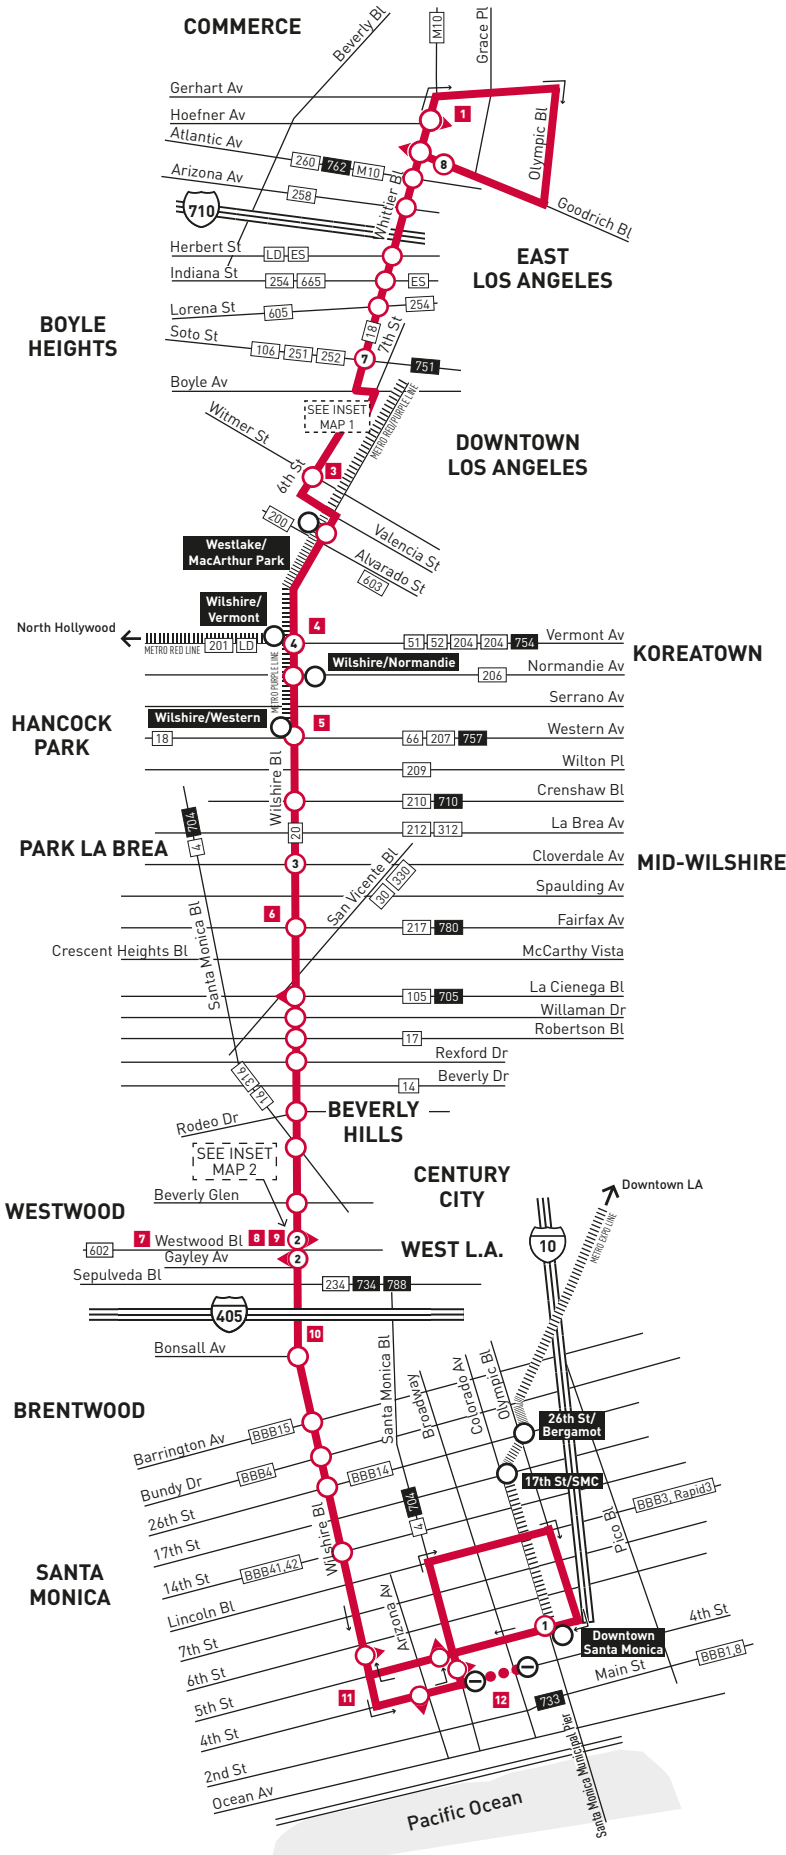 COMMERCE
Beverly Bl
M10
Grace Pl
Gerhart Av
Hoefner Av
1
Olympic Bl
Atlantic Av
260
762
M10
8
Arizona Av
258
Whittier Bl
710
Goodrich Bl
Herbert St
LD
ES
EAST
LOS ANGELES
Indiana St
254
665
ES
Lorena St
605
254
BOYLE
HEIGHTS
18
7th St
Soto St
106
251
252
7
751
Boyle Av
SEE INSET
MAP 1
METRO RED/PURPLE LINE
Witmer St
DOWNTOWN
LOS ANGELES
6th St
3
200
Valencia St
Westlake/
MacArthur Park
Alvarado St
603
Wilshire/
Vermont
North Hollywood
METRO RED LINE
201
LD
4
4
51
52
204
204
754
Vermont Av
KOREATOWN
METRO PURPLE LINE
Wilshire/Normandie
206
Normandie Av
Serrano Av
HANCOCK
PARK
Wilshire/Western
5
18
66
207
757
Western Av
Wilshire Bl
209
Wilton Pl
210
710
Crenshaw Bl
704
4
20
212
312
La Brea Av
PARK LA BREA
3
San Vicente Bl
30
330
Cloverdale Av
MID-WILSHIRE
Spaulding Av
6
217
780
Fairfax Av
Santa Monica Bl
Crescent Heights Bl
McCarthy Vista
105
705
La Cienega Bl
Willaman Dr
17
Robertson Bl
Rexford Dr
316
16
14
Beverly Dr
Rodeo Dr
BEVERLY
HILLS
SEE INSET
MAP 2
CENTURY
CITY
Beverly Glen
Downtown LA
WESTWOOD
METRO EXPO LINE
10
602
7
Westwood Bl
8
9
2
WEST L.A.
Gayley Av
2
Sepulveda Bl
234
734
788
405
10
Bonsall Av
Santa Monica Bl
Broadway
Colorado Av
Olympic Bl
BRENTWOOD
26th St/
Bergamot
Barrington Av
BBB15
Bundy Dr
BBB4
BBB14
17th St/SMC
26th St
704
4
BBB3, Rapid3
Pico Bl
17th St
Wilshire Bl
SANTA
MONICA
14th St
BBB41,42
Lincoln Bl
Arizona Av
7th St
1
4th St
Downtown
Santa Monica
6th St
Main St
BBB1,8
5th St
11
12
733
4th St
Santa Monica Municipal Pier
2nd St
Ocean Av
Pacific Ocean